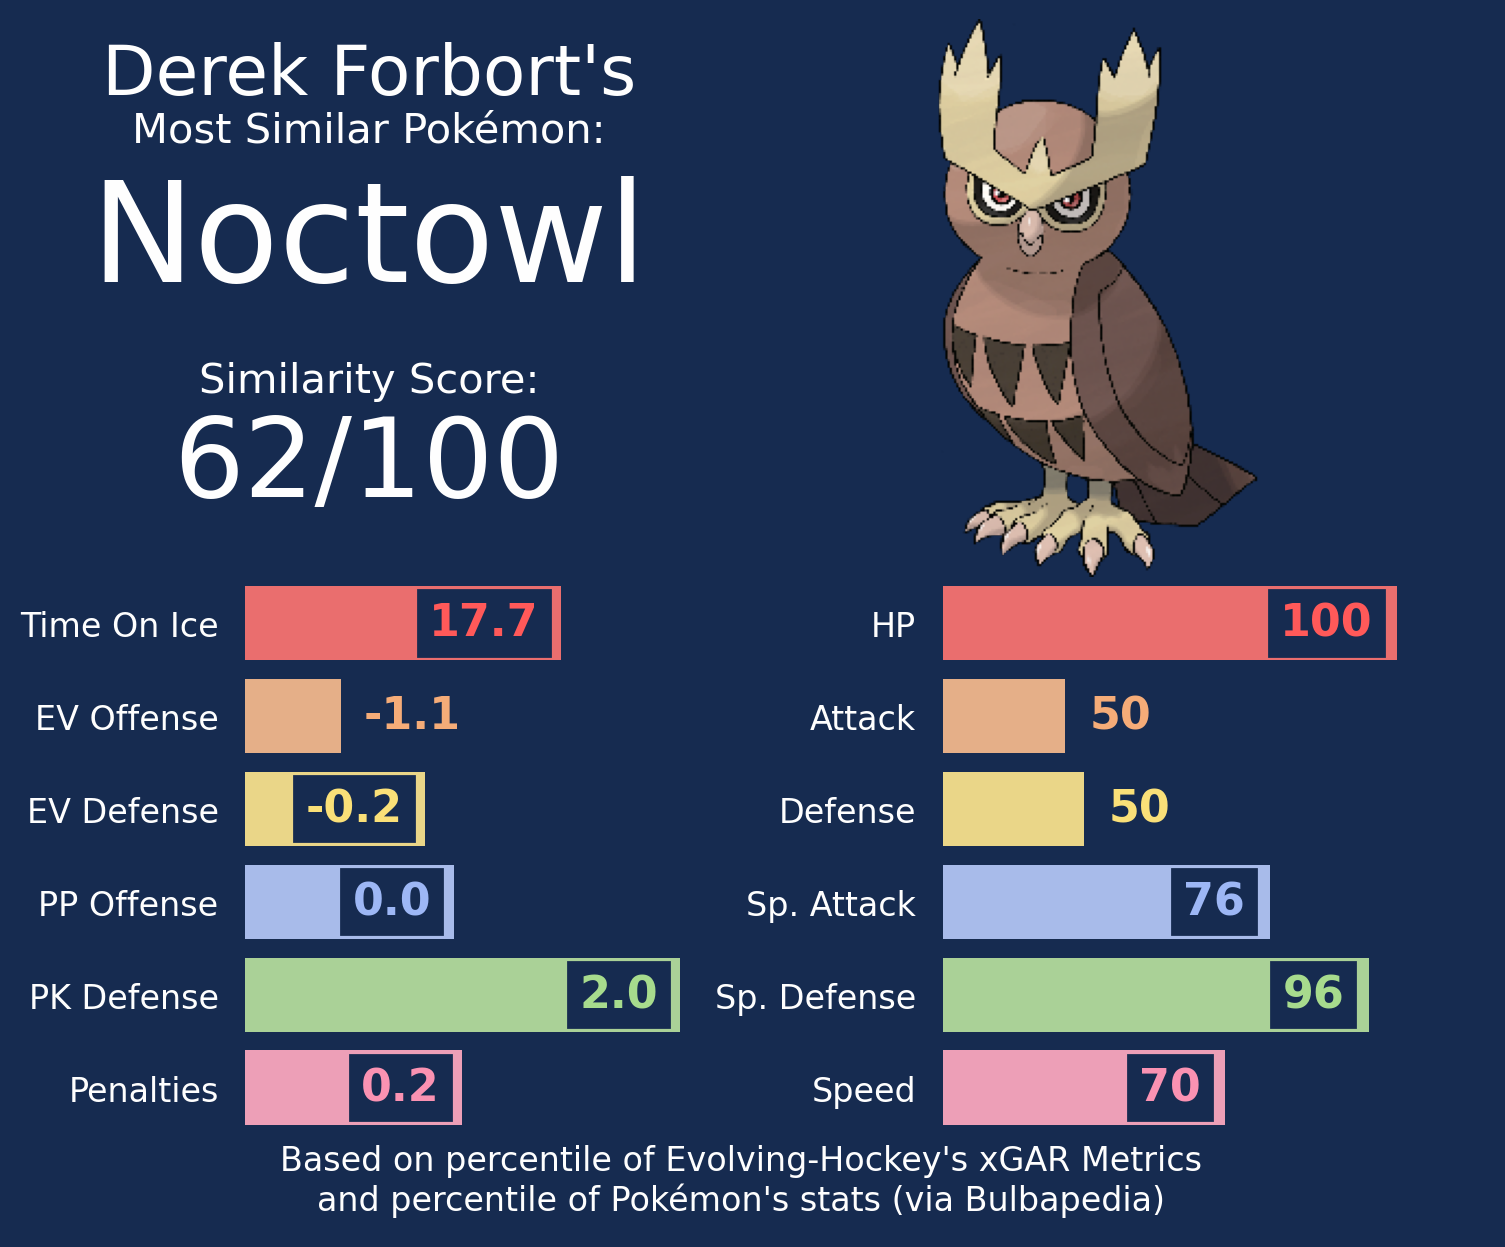 Derek Forbort's
Most Similar Pokémon:
Noctowl
Similarity Score:
62/100
Time On Ice 17.7
EV Offense -1.1
EV Defense -0.2
PP Offense 0.0
PK Defense 2.0
Penalties 0.2
HP 100
Attack 50
Defense 50
Sp. Attack 76
Sp. Defense 96
Speed 70
Based on percentile of Evolving-Hockey's xGAR Metrics
and percentile of Pokémon's stats (via Bulbapedia)